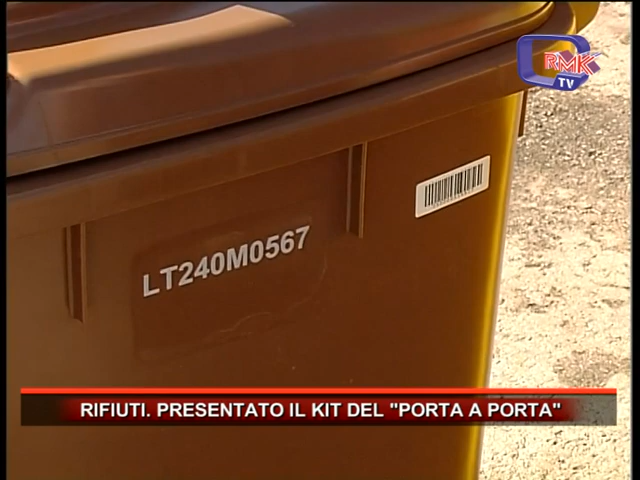 RMK
TV
LT240M0567
RIFIUTI. PRESENTATO IL KIT DEL "PORTA A PORTA"